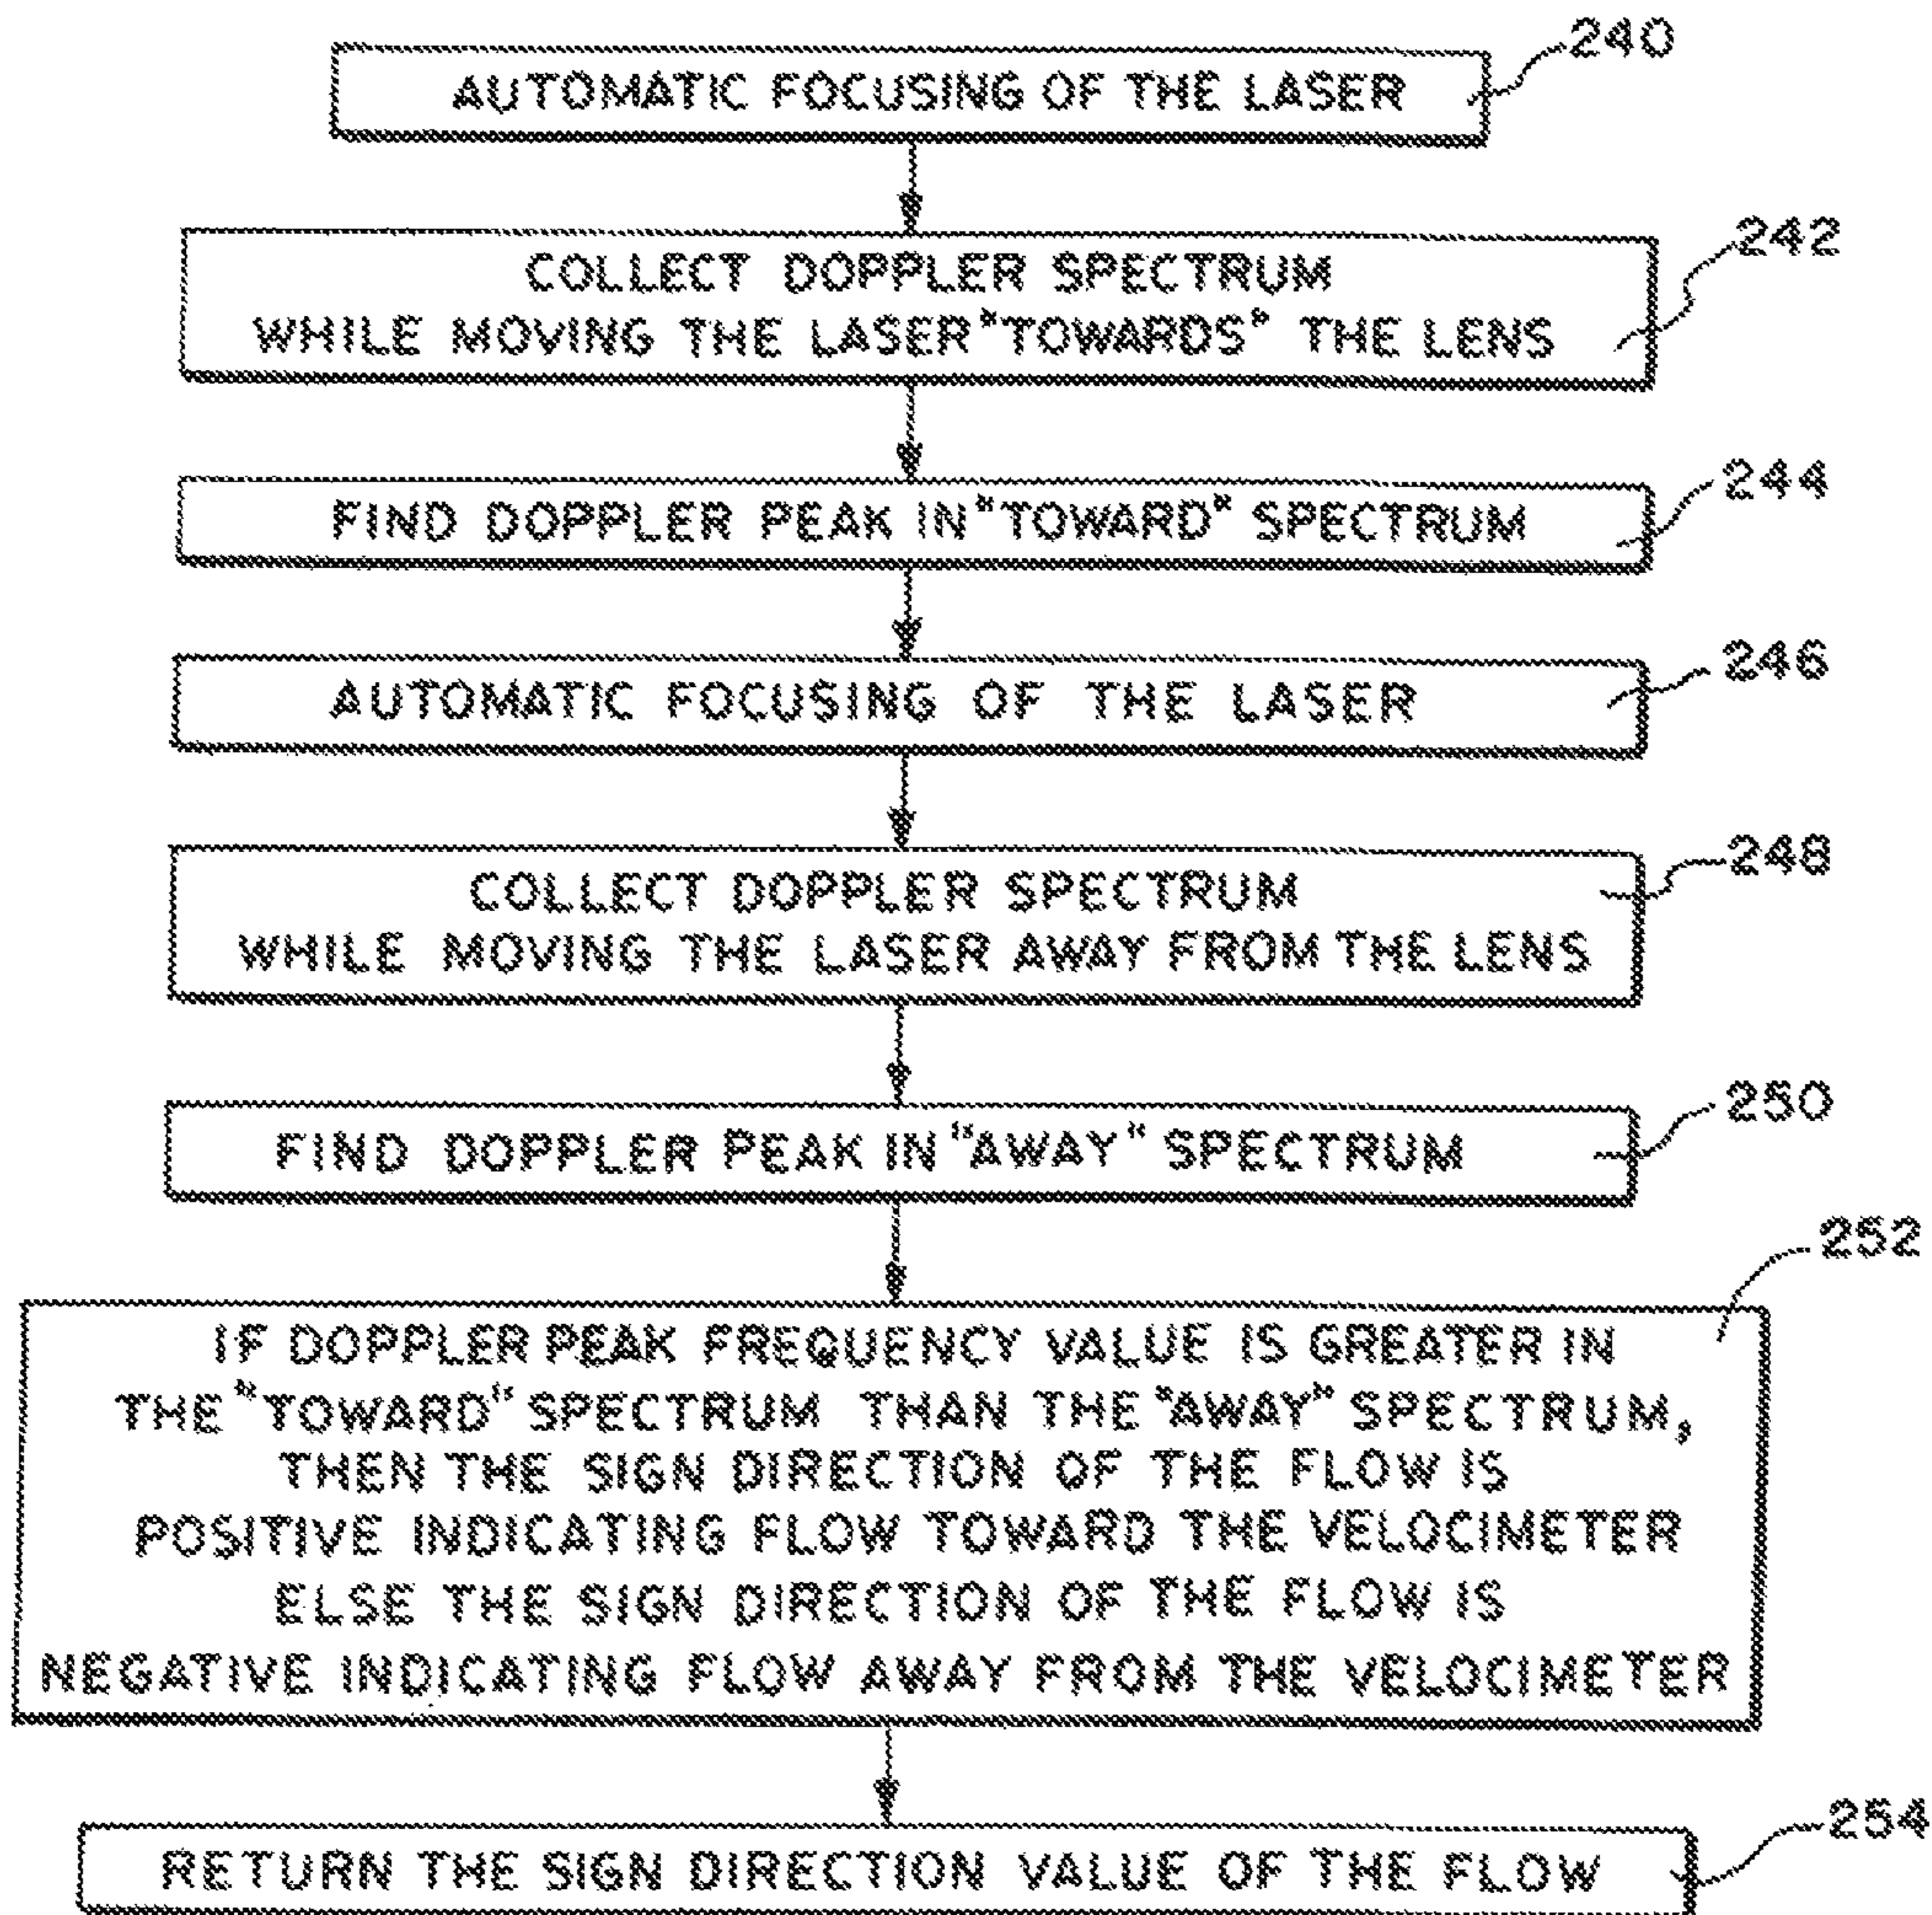 240
AUTOMATIC FOCUSING OF THE LASER
242
COLLECT DOPPLER SPECTRUM
WHILE MOVING THE LASER "TOWARDS" THE LENS
244
FIND DOPPLER PEAK IN "TOWARD" SPECTRUM
246
AUTOMATIC FOCUSING OF THE LASER
248
COLLECT DOPPLER SPECTRUM
WHILE MOVING THE LASER AWAY FROM THE LENS
250
FIND DOPPLER PEAK IN "AWAY" SPECTRUM
252
IF DOPPLER PEAK FREQUENCY VALUE IS GREATER IN
THE "TOWARD" SPECTRUM THAN THE "AWAY" SPECTRUM,
THEN THE SIGN DIRECTION OF THE FLOW IS
POSITIVE INDICATING FLOW TOWARD THE VELOCIMETER
ELSE THE SIGN DIRECTION OF THE FLOW IS
NEGATIVE INDICATING FLOW AWAY FROM THE VELOCIMETER
254
RETURN THE SIGN DIRECTION VALUE OF THE FLOW